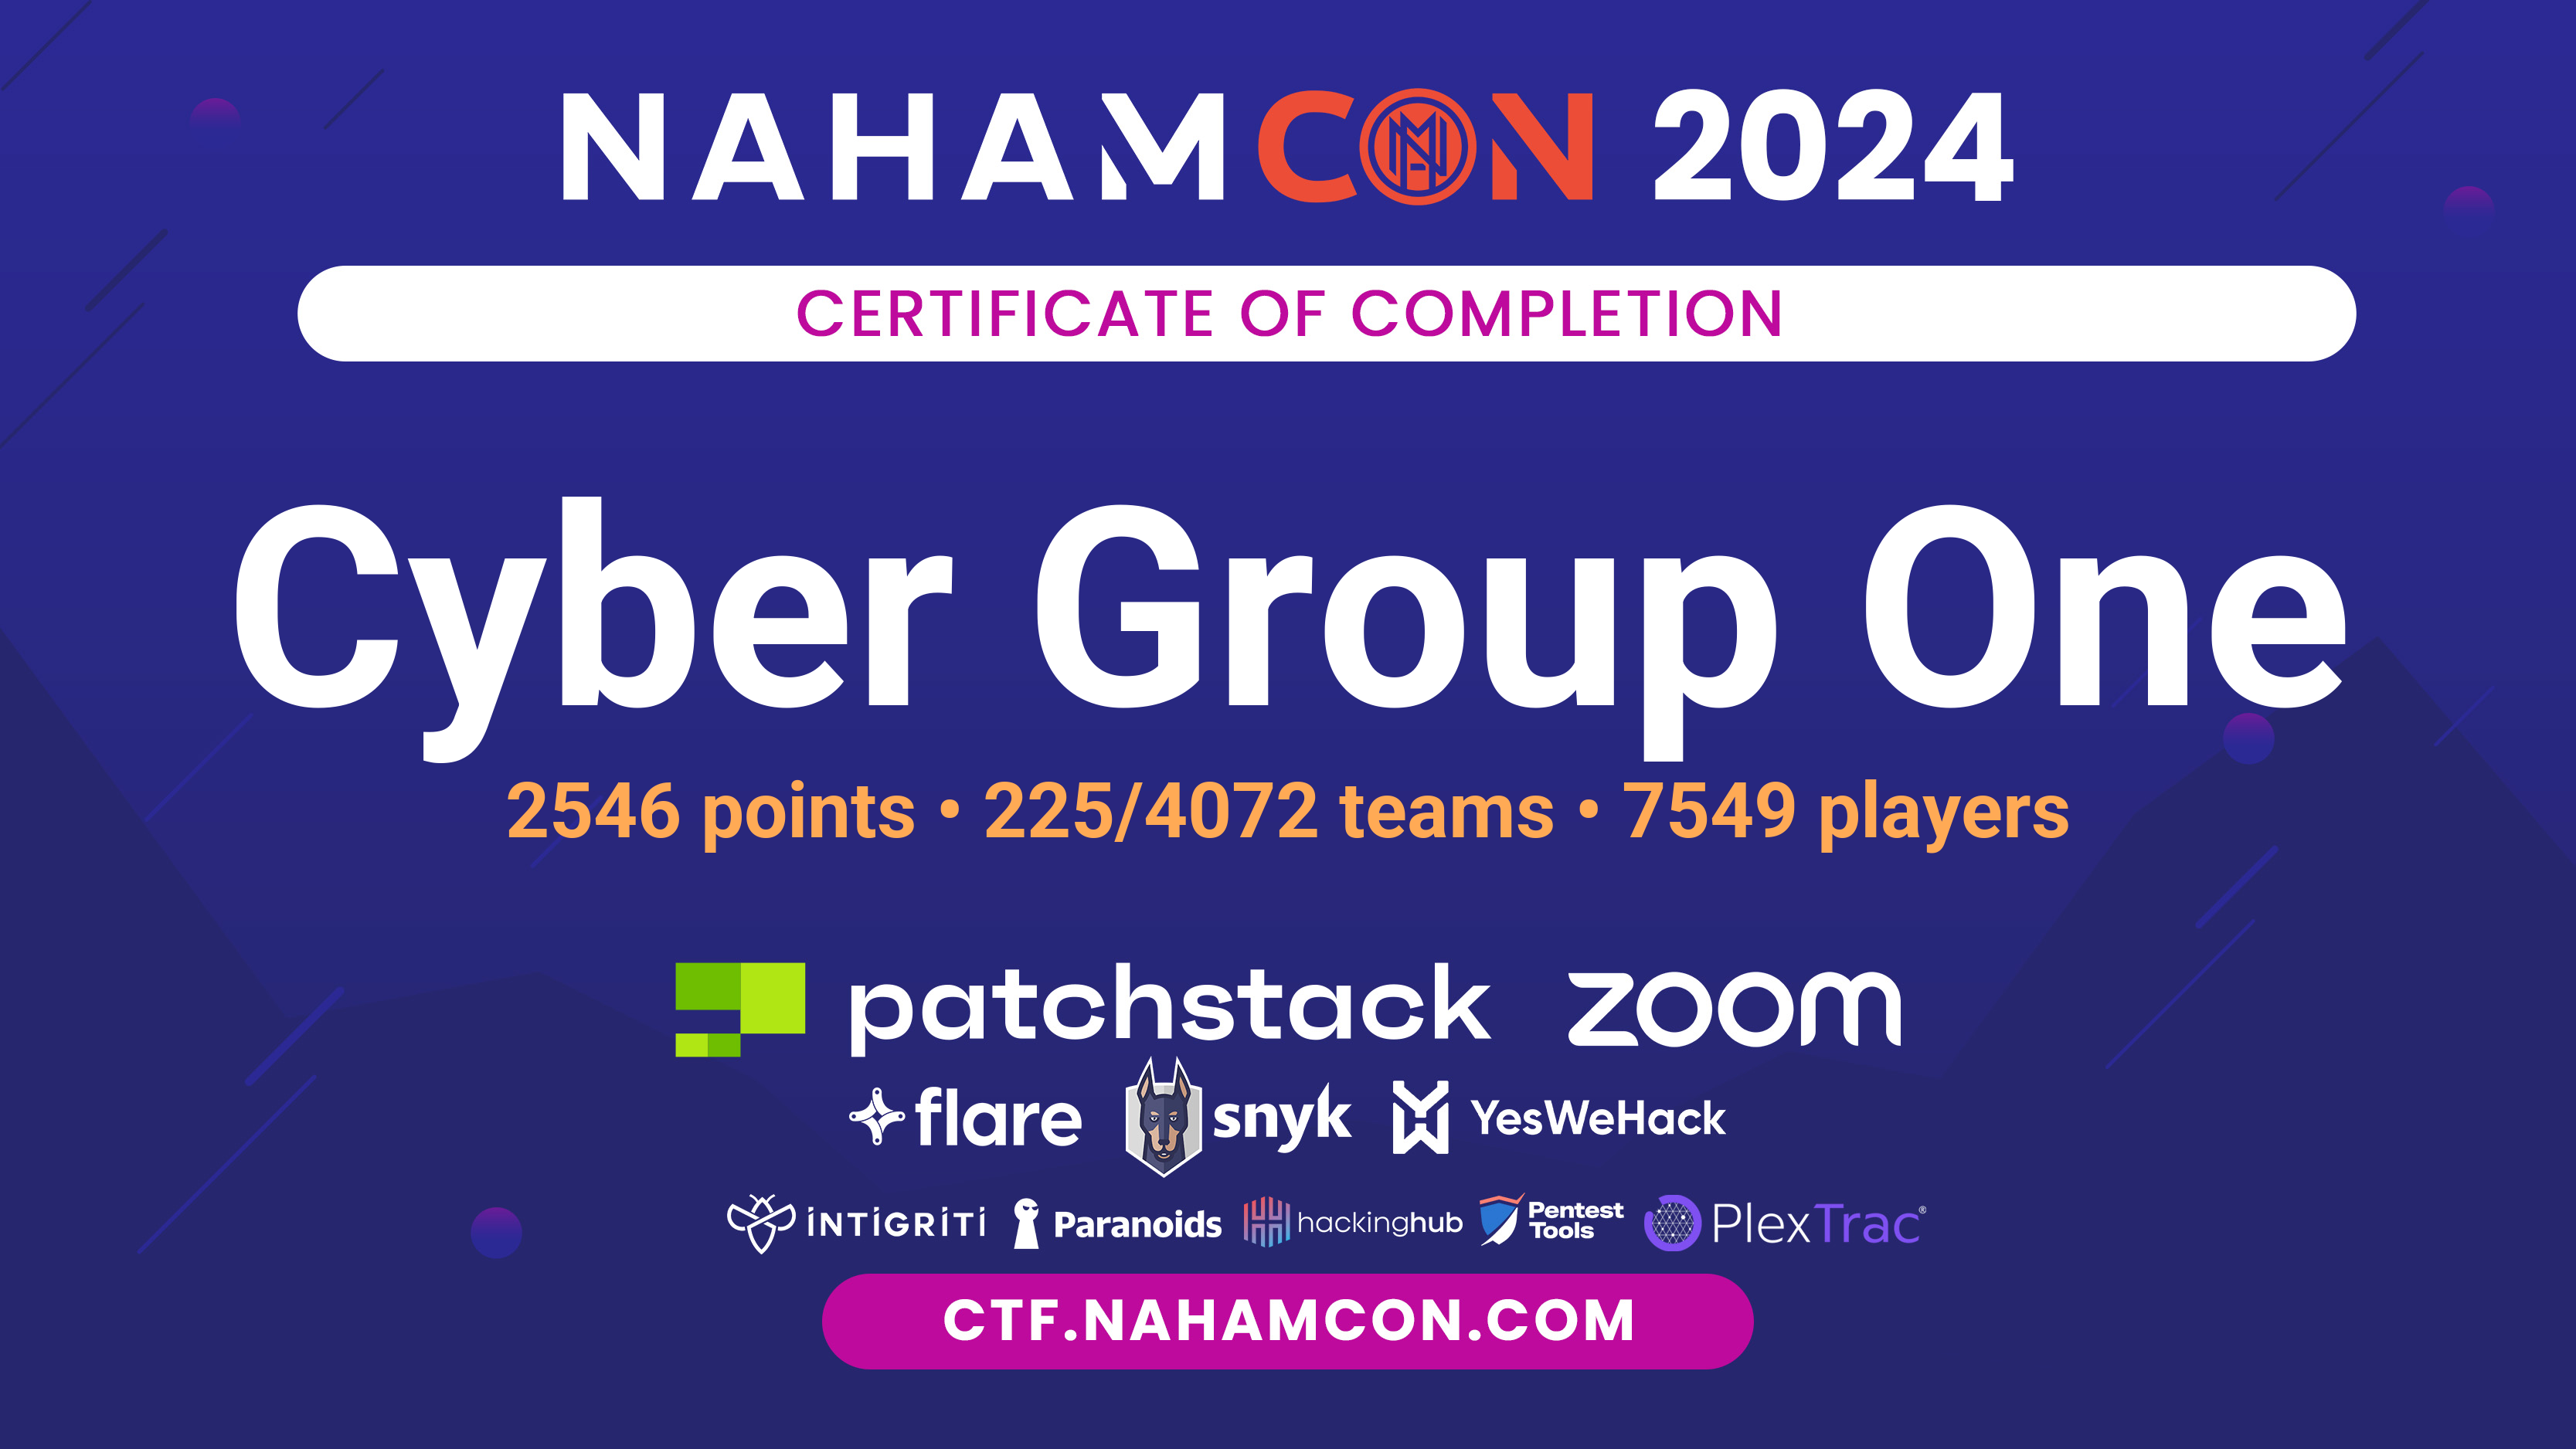 NAHAMCON 2024
CERTIFICATE OF COMPLETION
Cyber Group One
2546 points • 225/4072 teams • 7549 players
patchstack zoom
flare snyk YesWeHack
INTIGRITI Paranoids hackinghub Pentest Tools PlexTrac®
CTF.NAHAMCON.COM